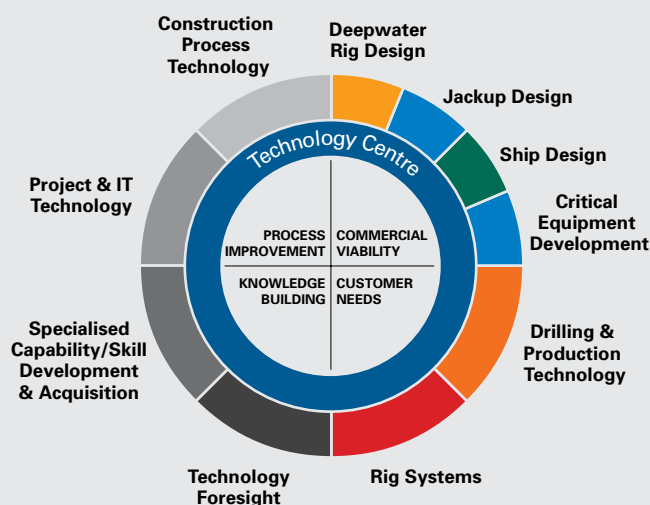 Construction
Process
Technology
Deepwater
Rig Design
Jackup Design
Ship Design
Critical
Equipment
Development
Drilling &
Production
Technology
Rig Systems
Technology
Foresight
Specialised
Capability/Skill
Development
& Acquisition
Project & IT
Technology
Technology Centre
PROCESS
IMPROVEMENT
COMMERCIAL
VIABILITY
KNOWLEDGE
BUILDING
CUSTOMER
NEEDS